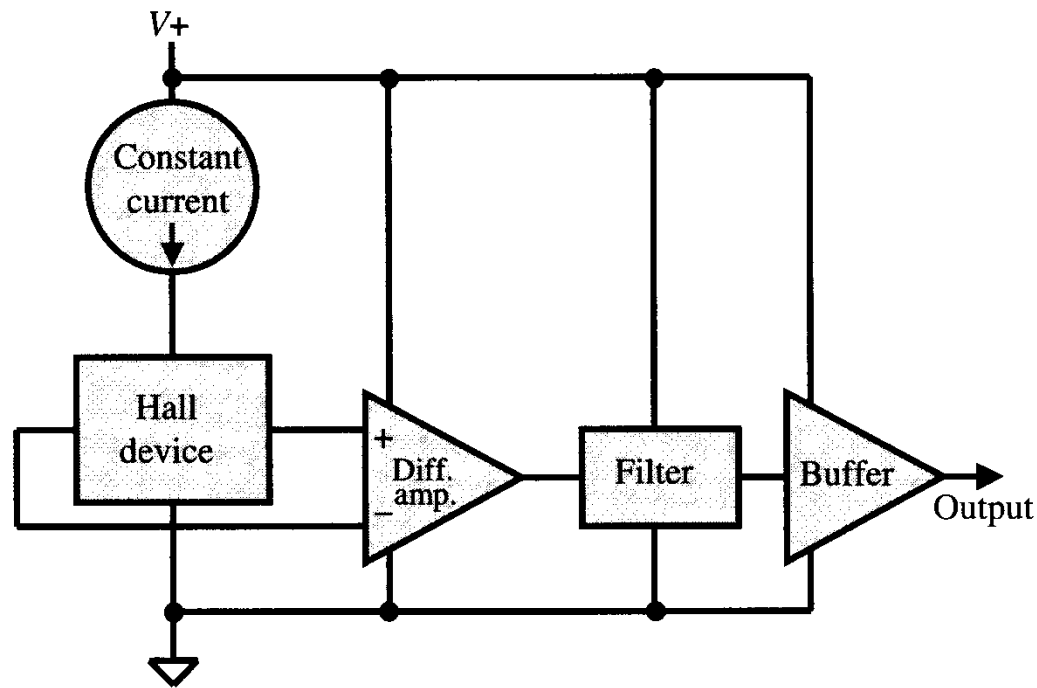 V+
Constant
current
Hall
device
+
Diff.
amp.
−
Filter
Buffer
Output